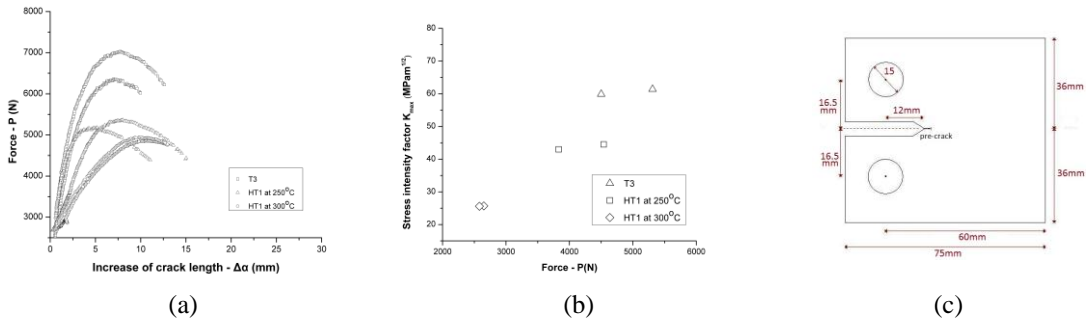 8000
7000
6000
5000
4000
3000
0 5 10 15 20 25 30
Force - P (N)
Increase of crack length - Δα (mm)
T3
HT1 at 250°C
HT1 at 300°C
(a)
80
70
60
50
40
30
20
2000 3000 4000 5000 6000
Stress intensity factor Kmax (MPam1/2)
Force - P(N)
T3
HT1 at 250°C
HT1 at 300°C
(b)
15
16.5
mm
12mm
pre-crack
16.5
mm
36mm
36mm
60mm
75mm
(c)